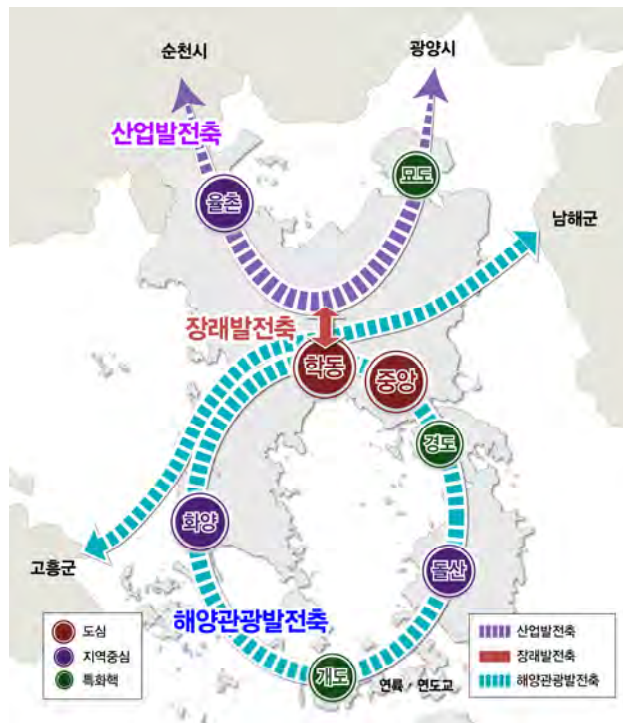 순천시
광양시
산업발전축
묘도
율촌
남해군
장래발전축
학동
중앙
경도
화양
고흥군
돌산
해양관광발전축
개도
연륙 / 연도교
도심
지역중심
특화핵
산업발전축
장래발전축
해양관광발전축